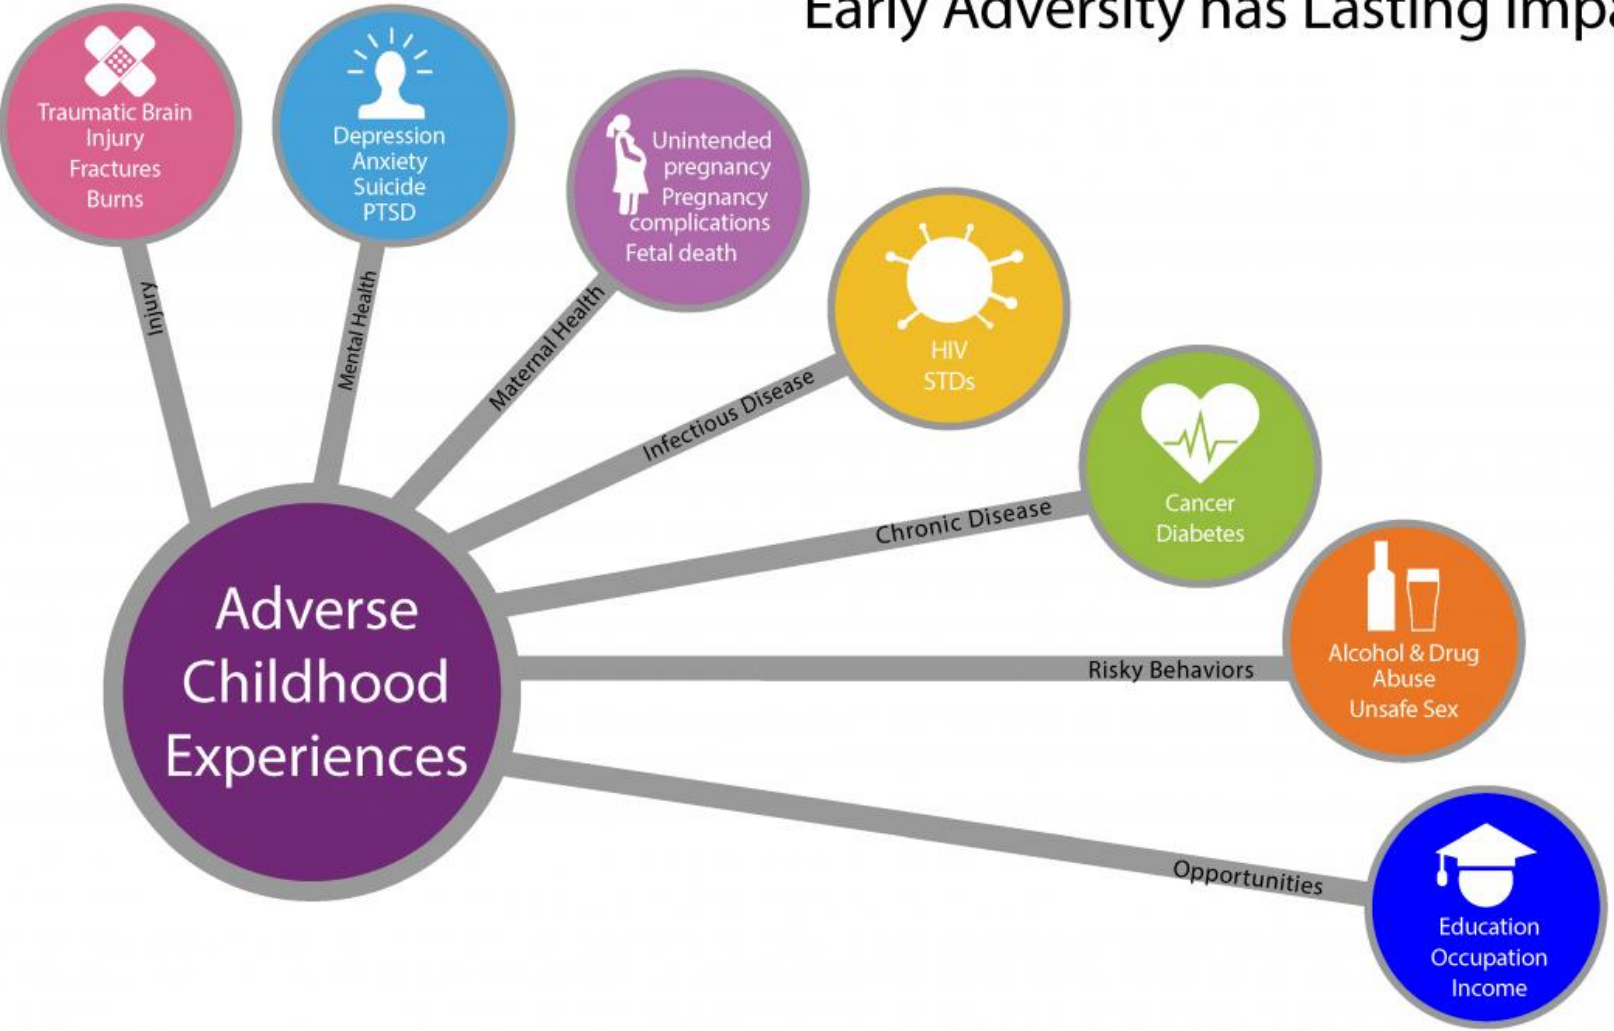 Early Adversity has Lasting Impa
Traumatic Brain
Injury
Fractures
Burns
Depression
Anxiety
Suicide
PTSD
Unintended
pregnancy
Pregnancy
complications
Fetal death
HIV
STDs
Cancer
Diabetes
Alcohol & Drug
Abuse
Unsafe Sex
Education
Occupation
Income
Injury
Mental Health
Maternal Health
Infectious Disease
Chronic Disease
Risky Behaviors
Opportunities
Adverse
Childhood
Experiences